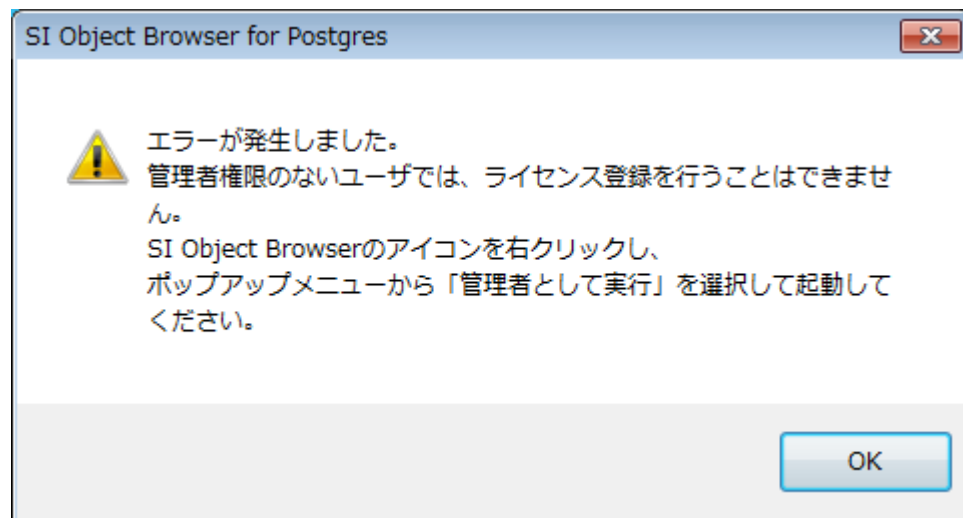 SI Object Browser for Postgres
エラーが発生しました。
管理者権限のないユーザでは、ライセンス登録を行うことはできませ
ん。
SI Object Browserのアイコンを右クリックし、
ポップアップメニューから「管理者として実行」を選択して起動して
ください。
OK